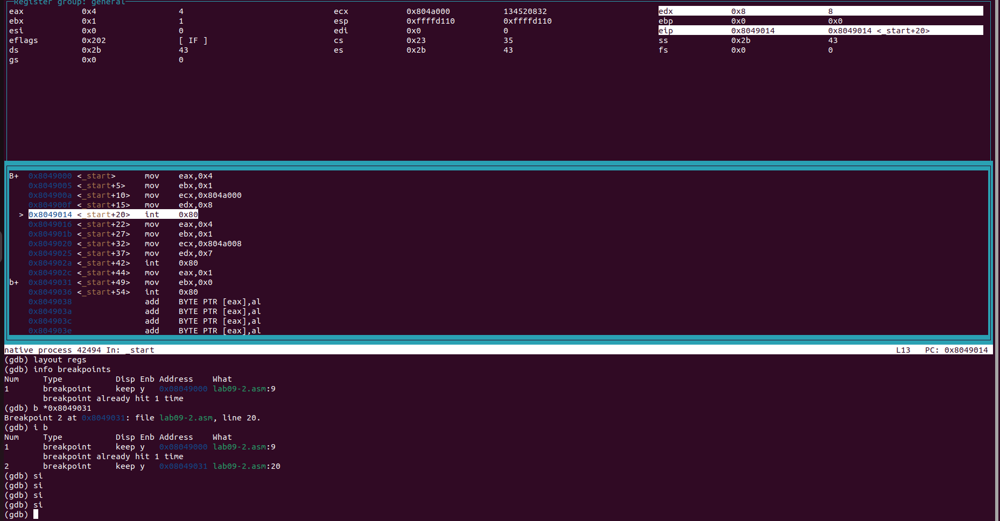 Register group: general
eax 0x4 4 ecx 0x804a000 134520832 edx 0x8 8
ebx 0x1 1 esp 0xffffd110 0xffffd110 ebp 0x0 0x0
esi 0x0 0 edi 0x0 0 eip 0x8049014 0x8049014 <_start+20>
eflags 0x202 [ IF ] cs 0x23 35 ss 0x2b 43
ds 0x2b 43 es 0x2b 43 fs 0x0 0
gs 0x0 0
B+ 0x8049000 <_start> mov eax,0x4
0x8049005 <_start+5> mov ebx,0x1
0x804900a <_start+10> mov ecx,0x804a000
0x804900f <_start+15> mov edx,0x8
> 0x8049014 <_start+20> int 0x80
0x8049016 <_start+22> mov eax,0x4
0x804901b <_start+27> mov ebx,0x1
0x8049020 <_start+32> mov ecx,0x804a008
0x8049025 <_start+37> mov edx,0x7
0x804902a <_start+42> int 0x80
0x804902c <_start+44> mov eax,0x1
b+ 0x8049031 <_start+49> mov ebx,0x0
0x8049036 <_start+54> int 0x80
0x8049038 add BYTE PTR [eax],al
0x804903a add BYTE PTR [eax],al
0x804903c add BYTE PTR [eax],al
0x804903e add BYTE PTR [eax],al
native process 42494 In: _start L13 PC: 0x8049014
(gdb) layout regs
(gdb) info breakpoints
Num Type Disp Enb Address What
1 breakpoint keep y 0x08049000 lab09-2.asm:9
breakpoint already hit 1 time
(gdb) b *0x8049031
Breakpoint 2 at 0x8049031: file lab09-2.asm, line 20.
(gdb) i b
Num Type Disp Enb Address What
1 breakpoint keep y 0x08049000 lab09-2.asm:9
breakpoint already hit 1 time
2 breakpoint keep y 0x08049031 lab09-2.asm:20
(gdb) si
(gdb) si
(gdb) si
(gdb) si
(gdb)